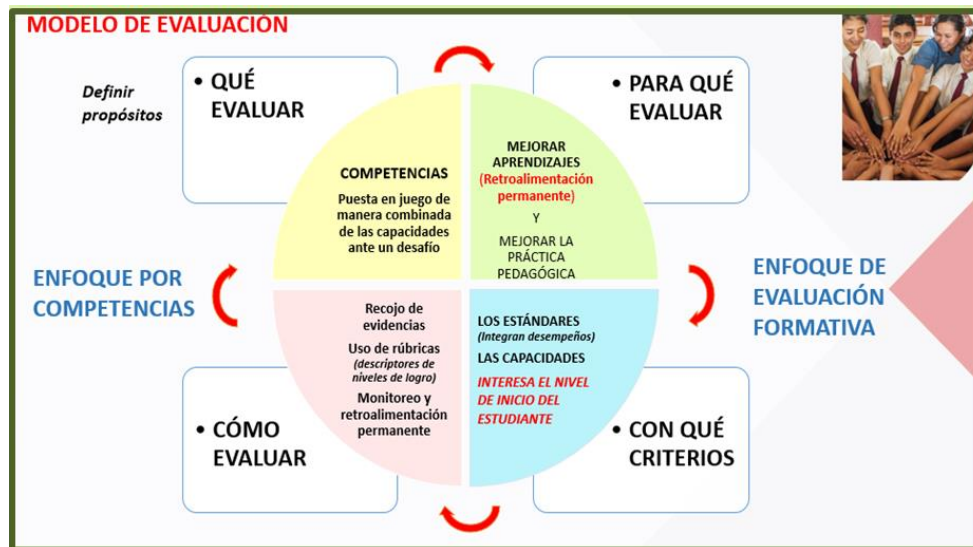 MODELO DE EVALUACIÓN
Definir
propósitos
• QUÉ
EVALUAR
• PARA QUÉ
EVALUAR
COMPETENCIAS
Puesta en juego de
manera combinada
de las capacidades
ante un desafío
MEJORAR
APRENDIZAJES
(Retroalimentación
permanente)
Y
MEJORAR LA
PRÁCTICA
PEDAGÓGICA
ENFOQUE POR
COMPETENCIAS
ENFOQUE DE
EVALUACIÓN
FORMATIVA
Recojo de
evidencias
Uso de rúbricas
(descriptores de
niveles de logro)
Monitoreo y
retroalimentación
permanente
LOS ESTÁNDARES
(Integran desempeños)
LAS CAPACIDADES
INTERESA EL NIVEL
DE INICIO DEL
ESTUDIANTE
• CÓMO
EVALUAR
• CON QUÉ
CRITERIOS